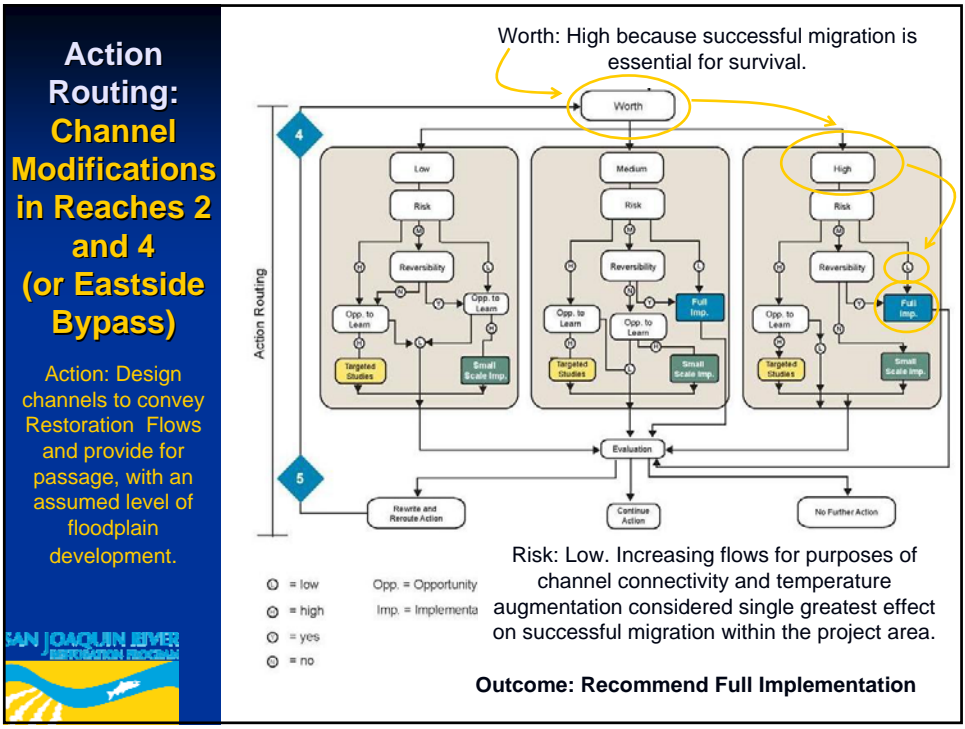 Action
Routing:
Channel
Modifications
in Reaches 2
and 4
(or Eastside
Bypass)
Action: Design
channels to convey
Restoration Flows
and provide for
passage, with an
assumed level of
floodplain
development.
SAN JOAQUIN RIVER
RESTORATION PROGRAM
Worth: High because successful migration is
essential for survival.
Action Routing
4
5
Worth
Low
Risk
M
H
L
Reversibility
N
Y
Opp. to
Learn
Opp. to
Learn
H
L
H
Targeted
Studies
Small
Scale Imp.
Medium
Risk
M
H
L
Reversibility
N
Y
Full
Imp.
Opp. to
Learn
Opp. to
Learn
H
H
L
Targeted
Studies
Small
Scale Imp.
High
Risk
M
H
L
Reversibility
Y
Full
Imp.
Opp. to
Learn
N
H
L
Targeted
Studies
Small
Scale Imp.
Evaluation
Rewrite and
Reroute Action
Continue
Action
No Further Action
L = low
H = high
Y = yes
N = no
Opp. = Opportunity
Imp. = Implementa
Risk: Low. Increasing flows for purposes of
channel connectivity and temperature
augmentation considered single greatest effect
on successful migration within the project area.
Outcome: Recommend Full Implementation